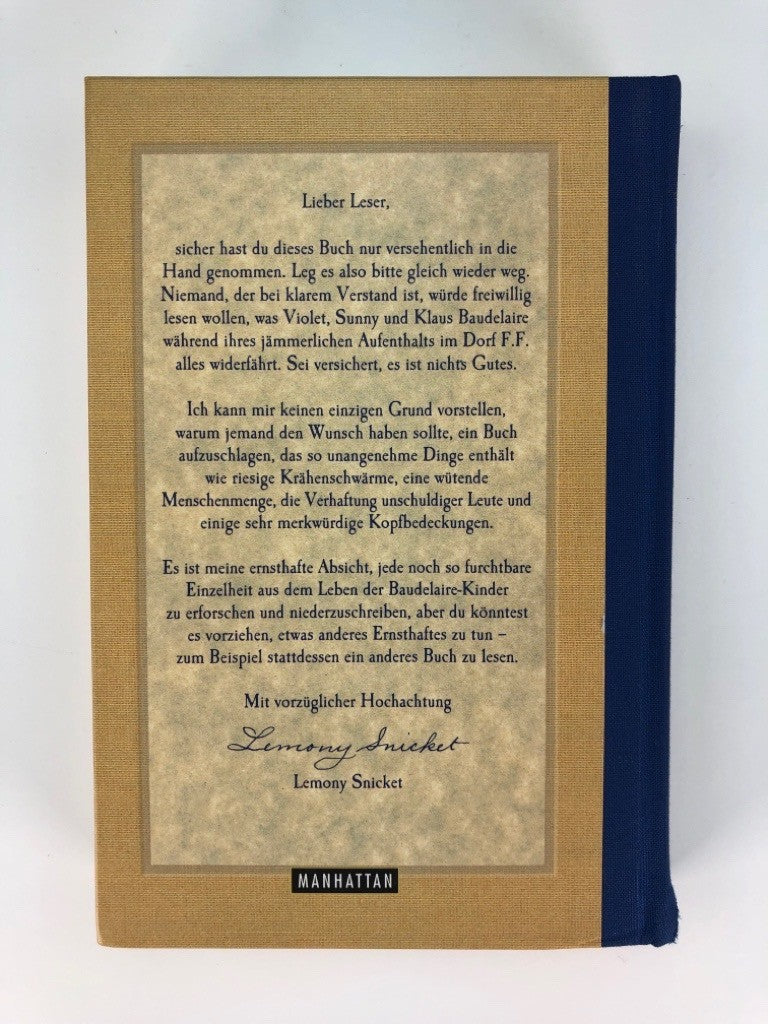 Lieber Leser,
sicher hast du dieses Buch nur versehentlich in die
Hand genommen. Leg es also bitte gleich wieder weg.
Niemand, der bei klarem Verstand ist, würde freiwillig
lesen wollen, was Violet, Sunny und Klaus Baudelaire
während ihres jämmerlichen Aufenthalts im Dorf F.F.
alles widerfährt. Sei versichert, es ist nichts Gutes.
Ich kann mir keinen einzigen Grund vorstellen,
warum jemand den Wunsch haben sollte, ein Buch
aufzuschlagen, das so unangenehme Dinge enthält
wie riesige Krähenschwärme, eine wütende
Menschenmenge, die Verhaftung unschuldiger Leute und
einige sehr merkwürdige Kopfbedeckungen.
Es ist meine ernsthafte Absicht, jede noch so furchtbare
Einzelheit aus dem Leben der Baudelaire-Kinder
zu erforschen und niederzuschreiben, aber du könntest
es vorziehen, etwas anderes Ernsthaftes zu tun –
zum Beispiel stattdessen ein anderes Buch zu lesen.
Mit vorzüglicher Hochachtung
Lemony Snicket
Lemony Snicket
MANHATTAN